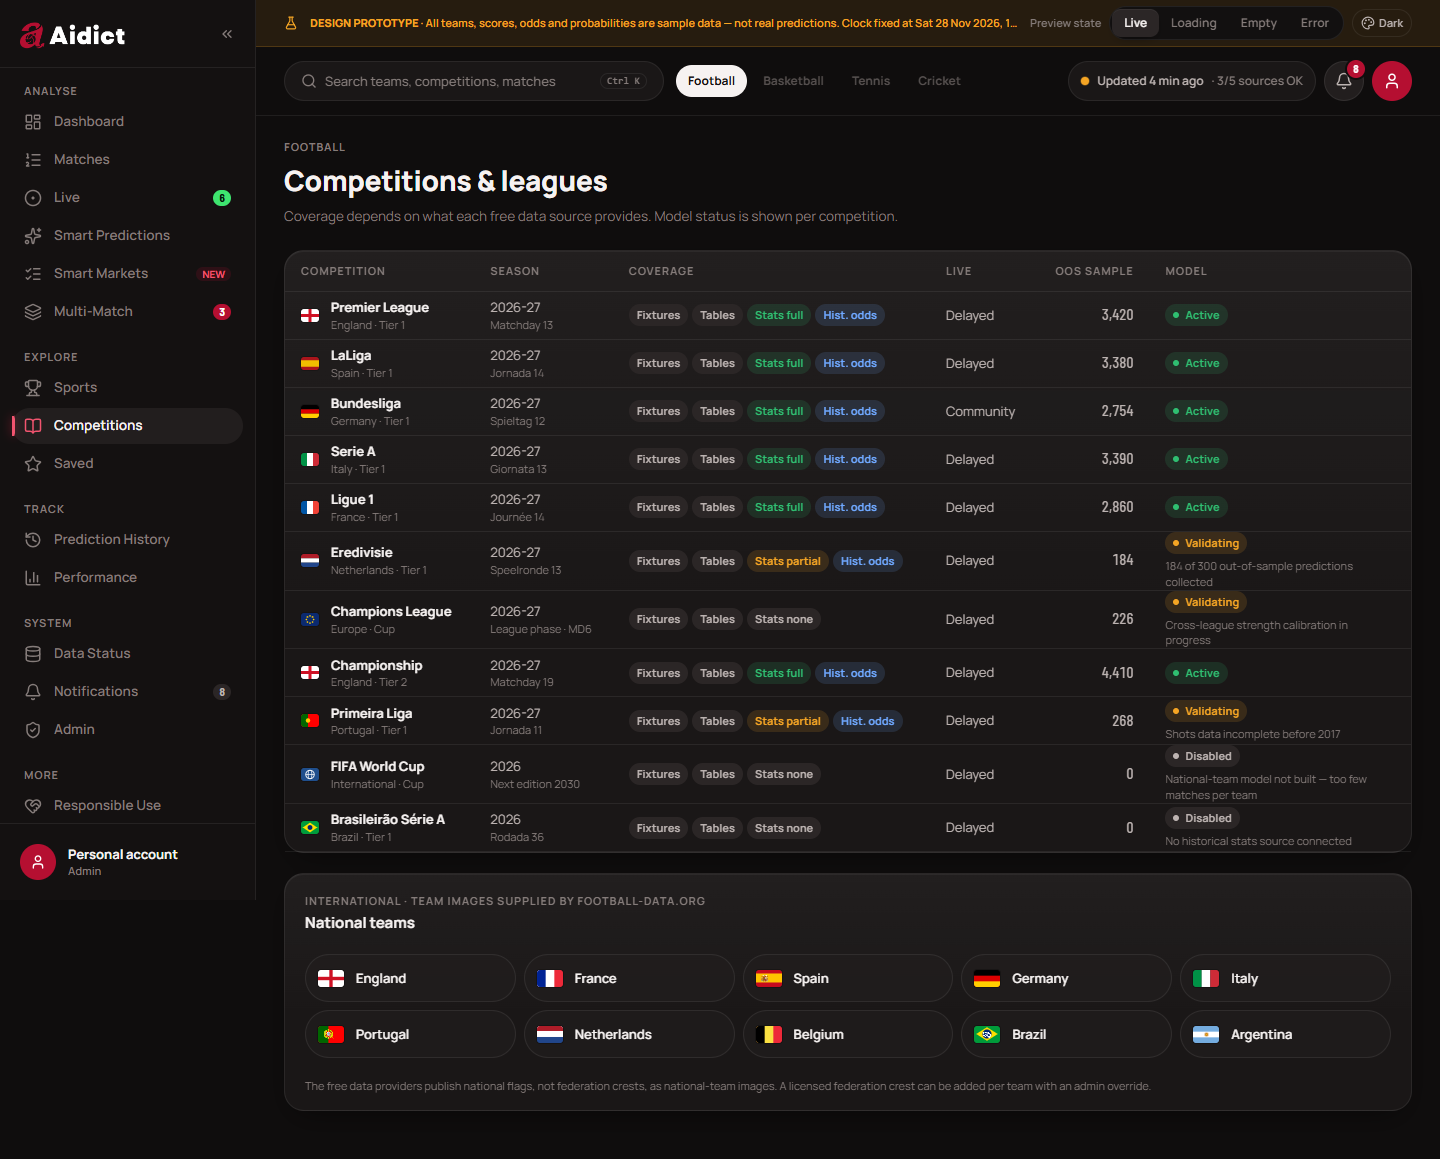 Aidict
DESIGN PROTOTYPE · All teams, scores, odds and probabilities are sample data — not real predictions. Clock fixed at Sat 28 Nov 2026, 1…
Preview state
Live
Loading
Empty
Error
Dark
Search teams, competitions, matches
Ctrl K
Football
Basketball
Tennis
Cricket
Updated 4 min ago · 3/5 sources OK
8
ANALYSE
Dashboard
Matches
Live 6
Smart Predictions
Smart Markets NEW
Multi-Match 3
EXPLORE
Sports
Competitions
Saved
TRACK
Prediction History
Performance
SYSTEM
Data Status
Notifications 8
Admin
MORE
Responsible Use
Personal account
Admin
FOOTBALL
Competitions & leagues
Coverage depends on what each free data source provides. Model status is shown per competition.
COMPETITION SEASON COVERAGE LIVE OOS SAMPLE MODEL
Premier League 2026-27 Fixtures Tables Stats full Hist. odds Delayed 3,420 Active
England · Tier 1 Matchday 13
LaLiga 2026-27 Fixtures Tables Stats full Hist. odds Delayed 3,380 Active
Spain · Tier 1 Jornada 14
Bundesliga 2026-27 Fixtures Tables Stats full Hist. odds Community 2,754 Active
Germany · Tier 1 Spieltag 12
Serie A 2026-27 Fixtures Tables Stats full Hist. odds Delayed 3,390 Active
Italy · Tier 1 Giornata 13
Ligue 1 2026-27 Fixtures Tables Stats full Hist. odds Delayed 2,860 Active
France · Tier 1 Journée 14
Eredivisie 2026-27 Fixtures Tables Stats partial Hist. odds Delayed 184 Validating
Netherlands · Tier 1 Speelronde 13 184 of 300 out-of-sample predictions
collected
Champions League 2026-27 Fixtures Tables Stats none Delayed 226 Validating
Europe · Cup League phase · MD6 Cross-league strength calibration in
progress
Championship 2026-27 Fixtures Tables Stats full Hist. odds Delayed 4,410 Active
England · Tier 2 Matchday 19
Primeira Liga 2026-27 Fixtures Tables Stats partial Hist. odds Delayed 268 Validating
Portugal · Tier 1 Jornada 11 Shots data incomplete before 2017
FIFA World Cup 2026 Fixtures Tables Stats none Delayed 0 Disabled
International · Cup Next edition 2030 National-team model not built — too few
matches per team
Brasileirão Série A 2026 Fixtures Tables Stats none Delayed 0 Disabled
Brazil · Tier 1 Rodada 36 No historical stats source connected
INTERNATIONAL · TEAM IMAGES SUPPLIED BY FOOTBALL-DATA.ORG
National teams
England
France
Spain
Germany
Italy
Portugal
Netherlands
Belgium
Brazil
Argentina
The free data providers publish national flags, not federation crests, as national-team images. A licensed federation crest can be added per team with an admin override.